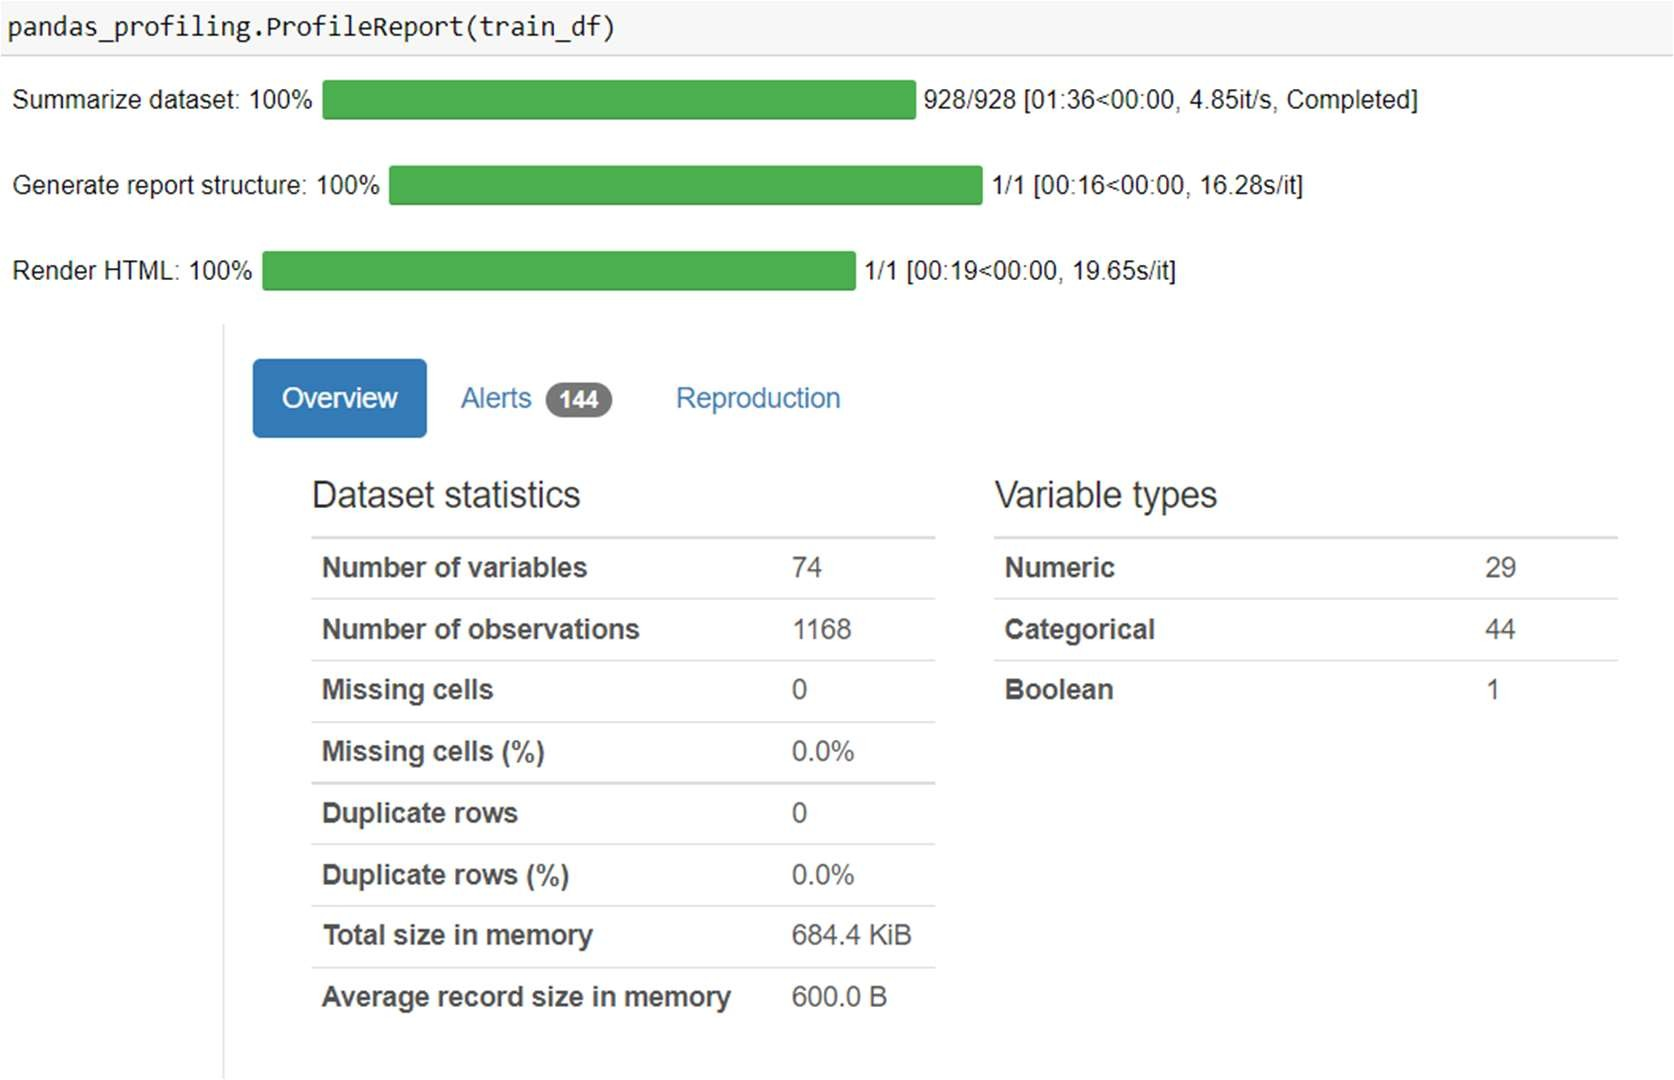 pandas_profiling.ProfileReport(train_df)
Summarize dataset: 100% 928/928 [01:36<00:00, 4.85it/s, Completed]
Generate report structure: 100% 1/1 [00:16<00:00, 16.28s/it]
Render HTML: 100% 1/1 [00:19<00:00, 19.65s/it]
Overview Alerts 144 Reproduction
Dataset statistics
Number of variables 74
Number of observations 1168
Missing cells 0
Missing cells (%) 0.0%
Duplicate rows 0
Duplicate rows (%) 0.0%
Total size in memory 684.4 KiB
Average record size in memory 600.0 B
Variable types
Numeric 29
Categorical 44
Boolean 1